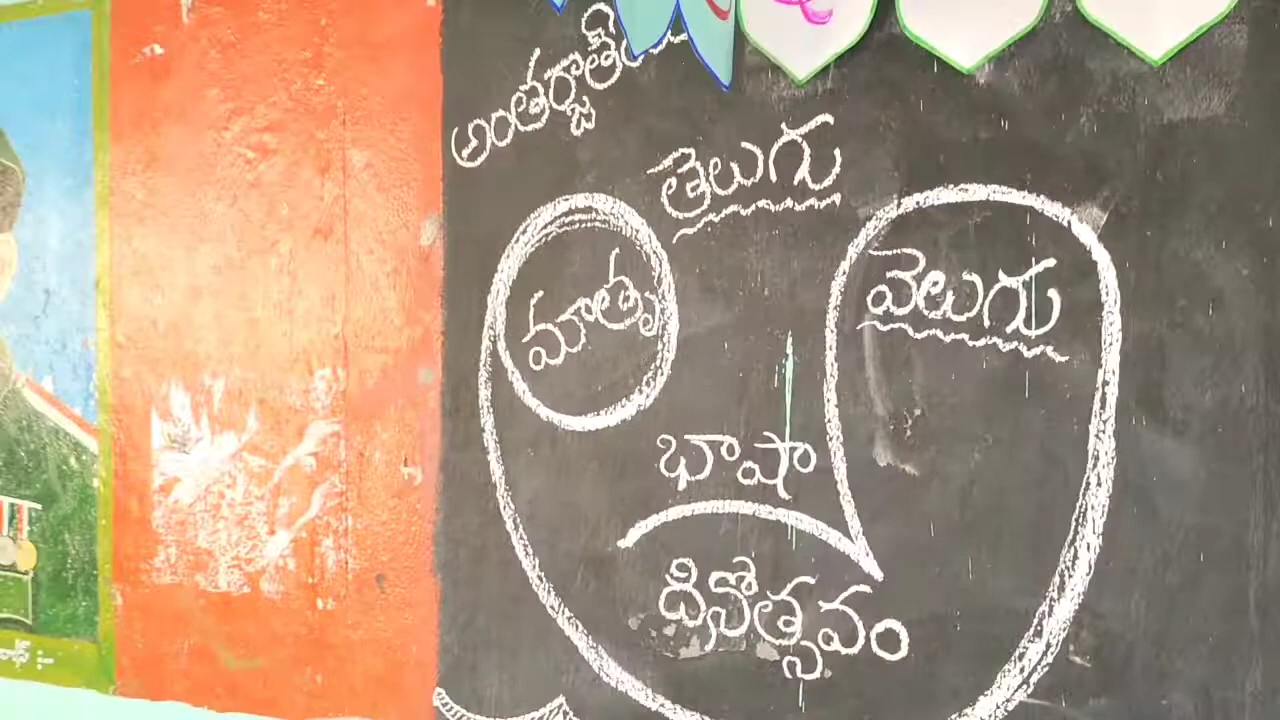 అంతర్జాతీయ
తెలుగు
మాతృ
వెలుగు
భాషా
దినోత్సవం